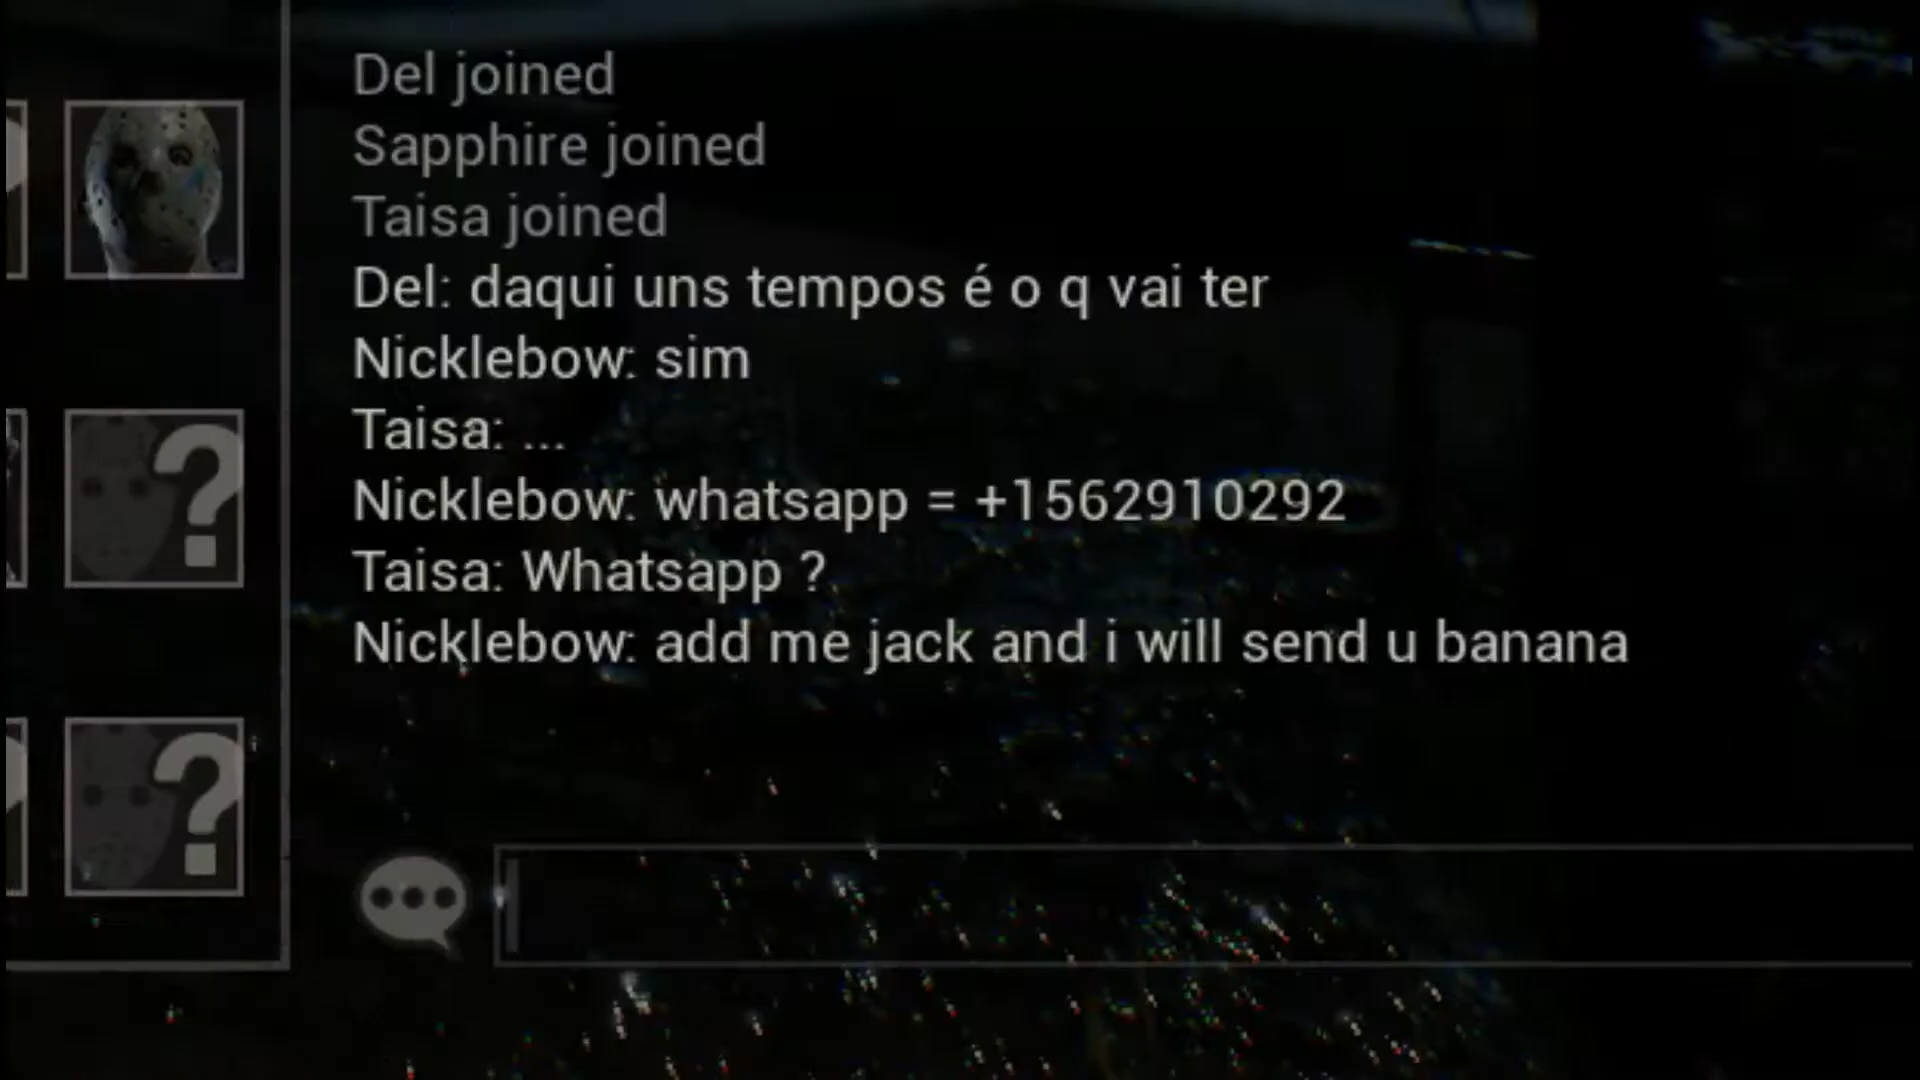 Del joined
Sapphire joined
Taisa joined
Del: daqui uns tempos é o q vai ter
Nicklebow: sim
Taisa: ...
Nicklebow: whatsapp = +1562910292
Taisa: Whatsapp ?
Nicklebow: add me jack and i will send u banana